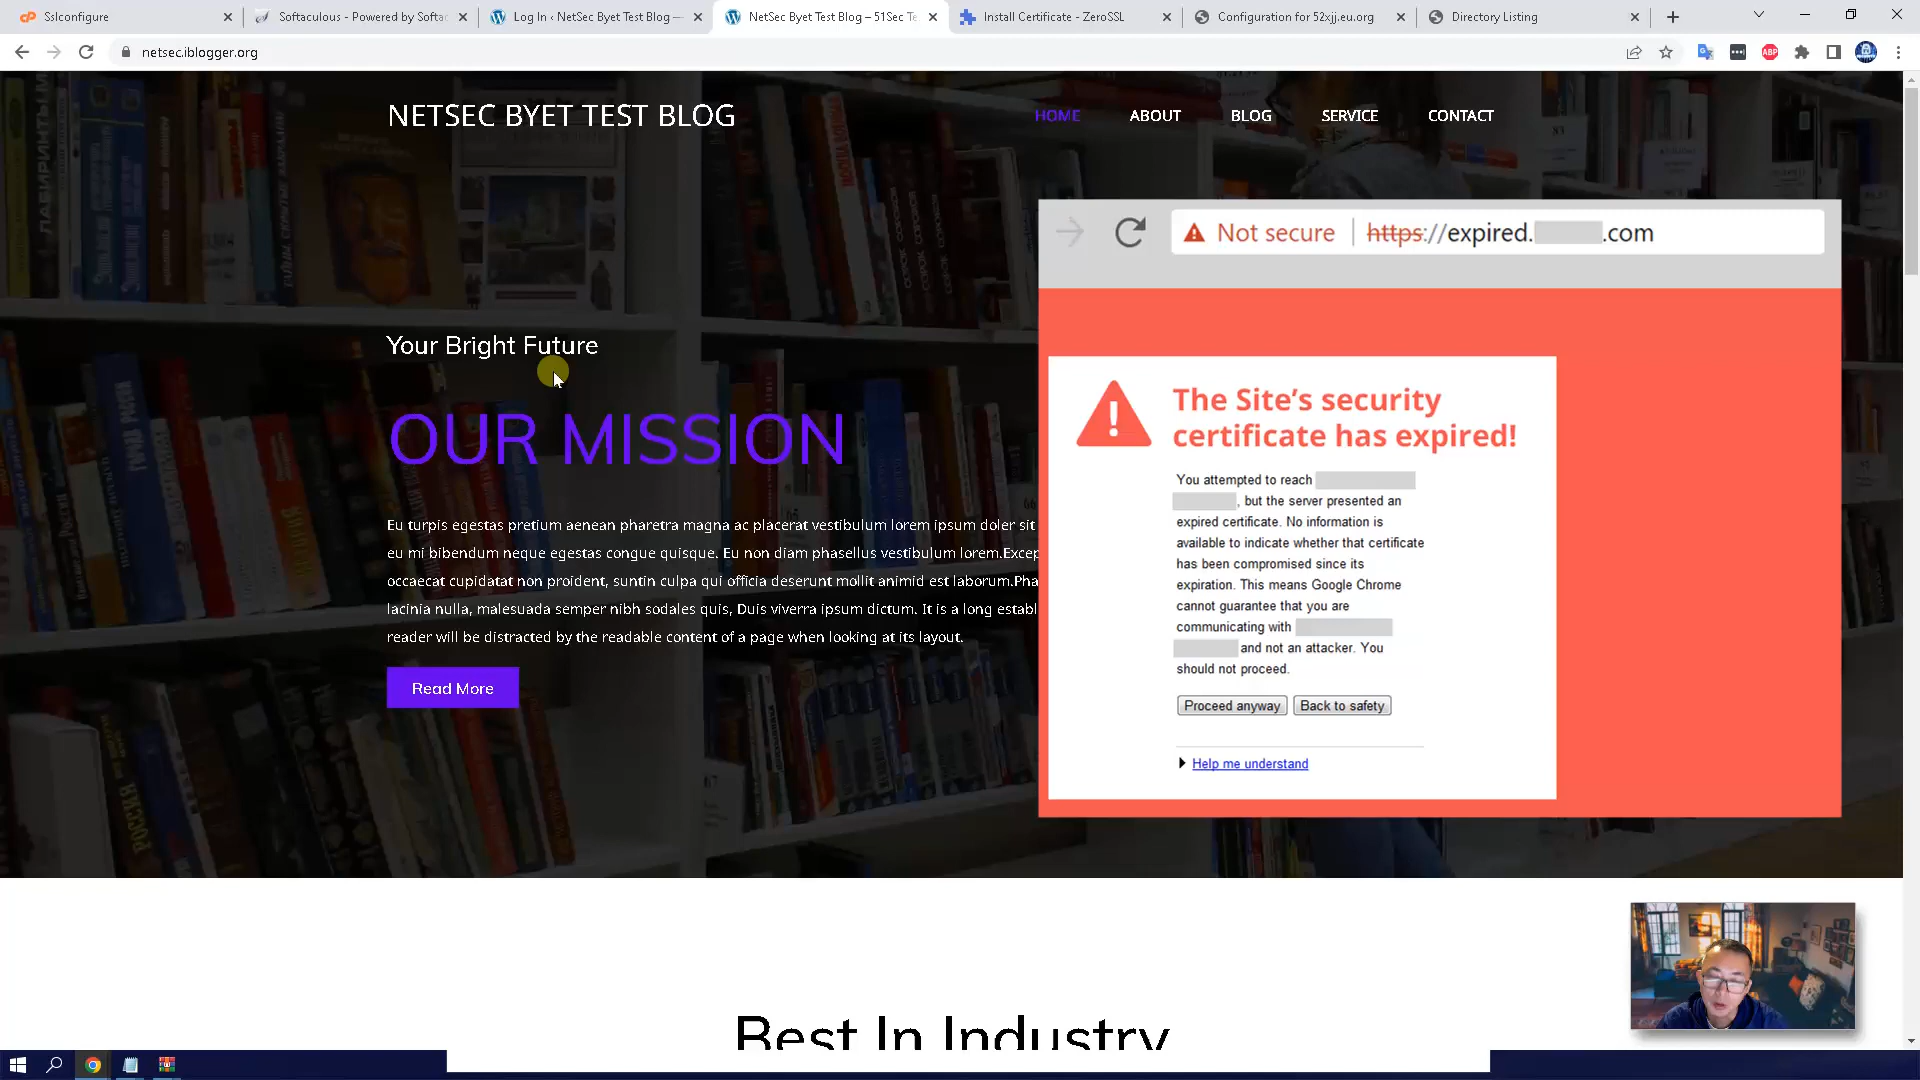 Sslconfigure
Softaculous - Powered by Softac
Log In ‹ NetSec Byet Test Blog —
NetSec Byet Test Blog – 51Sec Te
Install Certificate - ZeroSSL
Configuration for 52xjj.eu.org
Directory Listing
netsec.iblogger.org
ABP
NETSEC BYET TEST BLOG
HOME
ABOUT
BLOG
SERVICE
CONTACT
Not secure | https://expired. .com
Your Bright Future
OUR MISSION
Eu turpis egestas pretium aenean pharetra magna ac placerat vestibulum lorem ipsum doler sit
eu mi bibendum neque egestas congue quisque. Eu non diam phasellus vestibulum lorem.Excep
occaecat cupidatat non proident, suntin culpa qui officia deserunt mollit animid est laborum.Pha
lacinia nulla, malesuada semper nibh sodales quis, Duis viverra ipsum dictum. It is a long establ
reader will be distracted by the readable content of a page when looking at its layout.
Read More
The Site's security
certificate has expired!
You attempted to reach
, but the server presented an
expired certificate. No information is
available to indicate whether that certificate
has been compromised since its
expiration. This means Google Chrome
cannot guarantee that you are
communicating with
and not an attacker. You
should not proceed.
Proceed anyway
Back to safety
Help me understand
Best In Industry